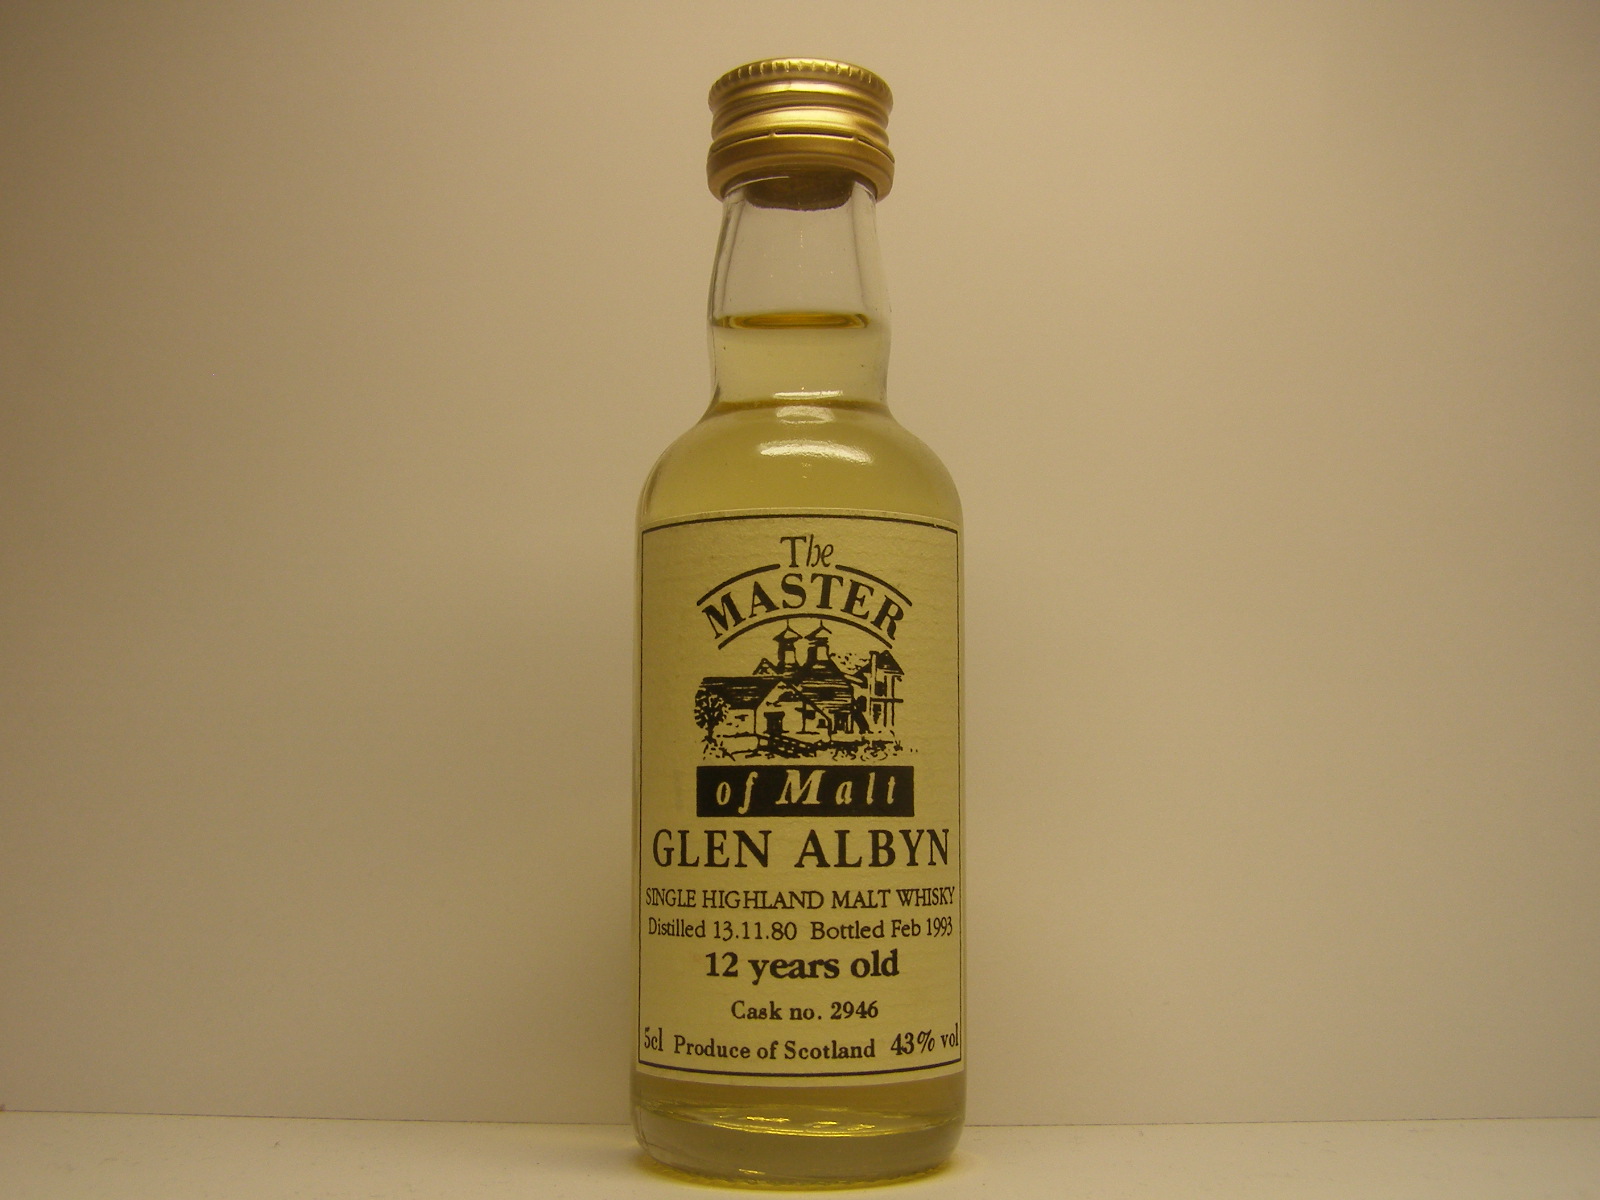 The
MASTER
of Malt
GLEN ALBYN
SINGLE HIGHLAND MALT WHISKY
Distilled 13.11.80 Bottled Feb 1993
12 years old
Cask no. 2946
5cl Produce of Scotland 43% vol